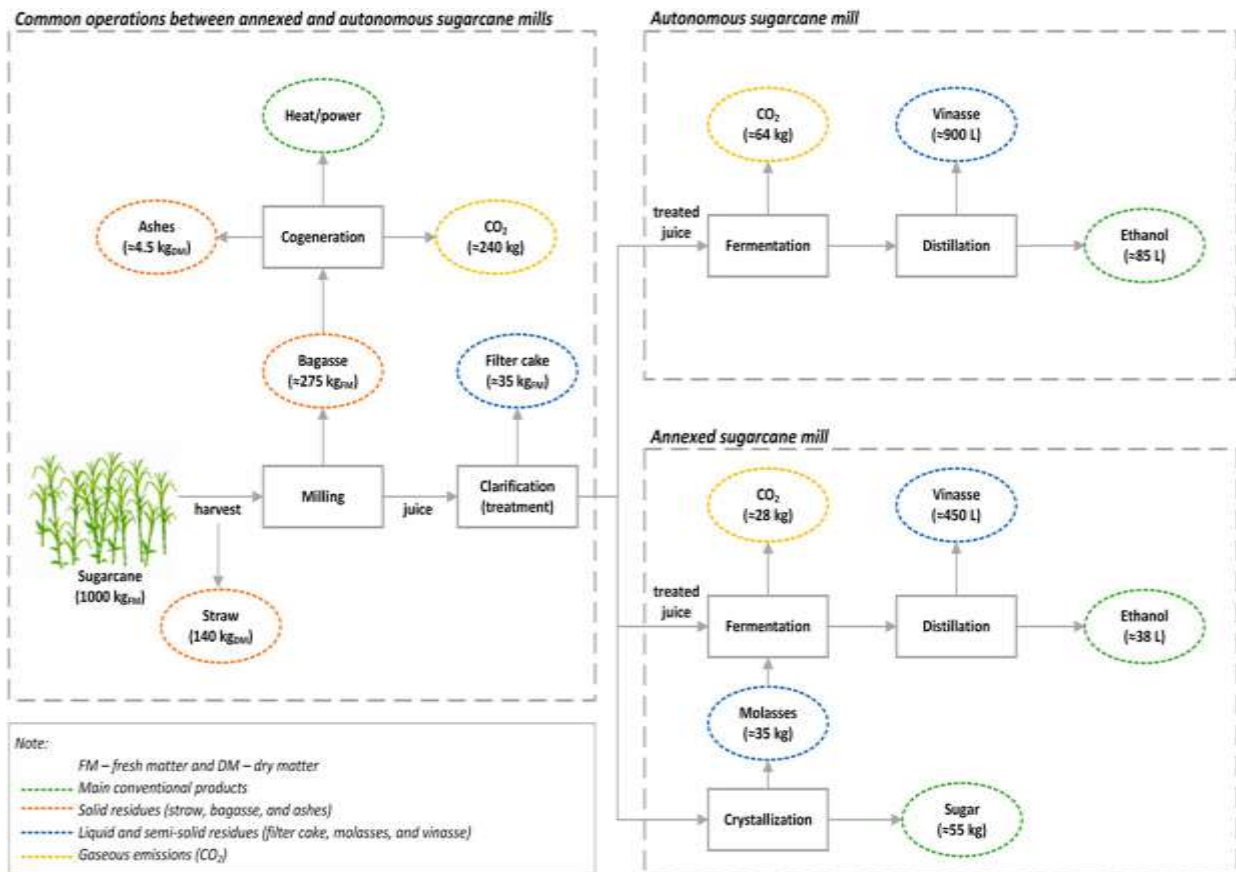 Common operations between annexed and autonomous sugarcane mills
Heat/power
Ashes
(≈4.5 kgDM)
Cogeneration
CO2
(≈240 kg)
Bagasse
(≈275 kgFM)
Filter cake
(≈35 kgFM)
Sugarcane
(1000 kgFM)
harvest
Milling
juice
Clarification
(treatment)
Straw
(140 kgDM)
Autonomous sugarcane mill
CO2
(≈64 kg)
Vinasse
(≈900 L)
treated
juice
Fermentation
Distillation
Ethanol
(≈85 L)
Annexed sugarcane mill
CO2
(≈28 kg)
Vinasse
(≈450 L)
treated
juice
Fermentation
Distillation
Ethanol
(≈38 L)
Molasses
(≈35 kg)
Crystallization
Sugar
(≈55 kg)
Note:
FM – fresh matter and DM – dry matter
Main conventional products
Solid residues (straw, bagasse, and ashes)
Liquid and semi-solid residues (filter cake, molasses, and vinasse)
Gaseous emissions (CO2)